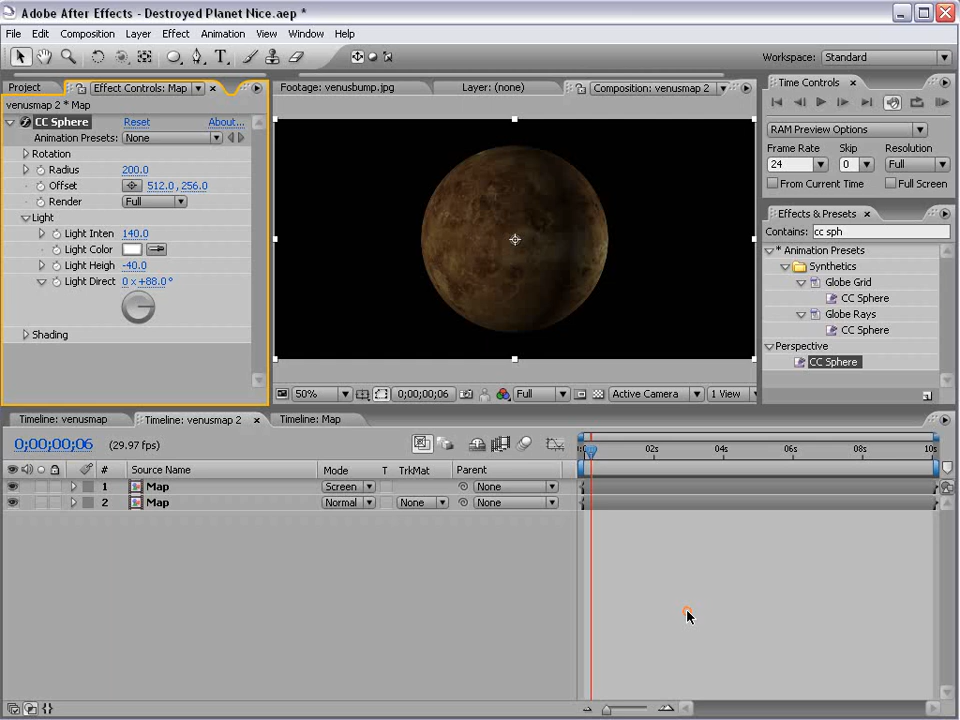 Adobe After Effects - Destroyed Planet Nice.aep *
File Edit Composition Layer Effect Animation View Window Help
Workspace: Standard
Project Effect Controls: Map
venusmap 2 * Map
CC Sphere Reset About...
Animation Presets: None
Rotation
Radius 200.0
Offset 512.0, 256.0
Render Full
Light
Light Inten 140.0
Light Color
Light Heigh -40.0
Light Direct 0 x +88.0°
Shading
Footage: venusbump.jpg Layer: (none) Composition: venusmap 2
50% 0;00;00;06 Full Active Camera 1 View
Time Controls
RAM Preview Options
Frame Rate Skip Resolution
24 0 Full
From Current Time Full Screen
Effects & Presets
Contains: cc sph
* Animation Presets
Synthetics
Globe Grid
CC Sphere
Globe Rays
CC Sphere
Perspective
CC Sphere
Timeline: venusmap Timeline: venusmap 2 Timeline: Map
0;00;00;06 (29.97 fps)
02s 04s 06s 08s 10s
# Source Name Mode T TrkMat Parent
1 Map Screen None
2 Map Normal None None